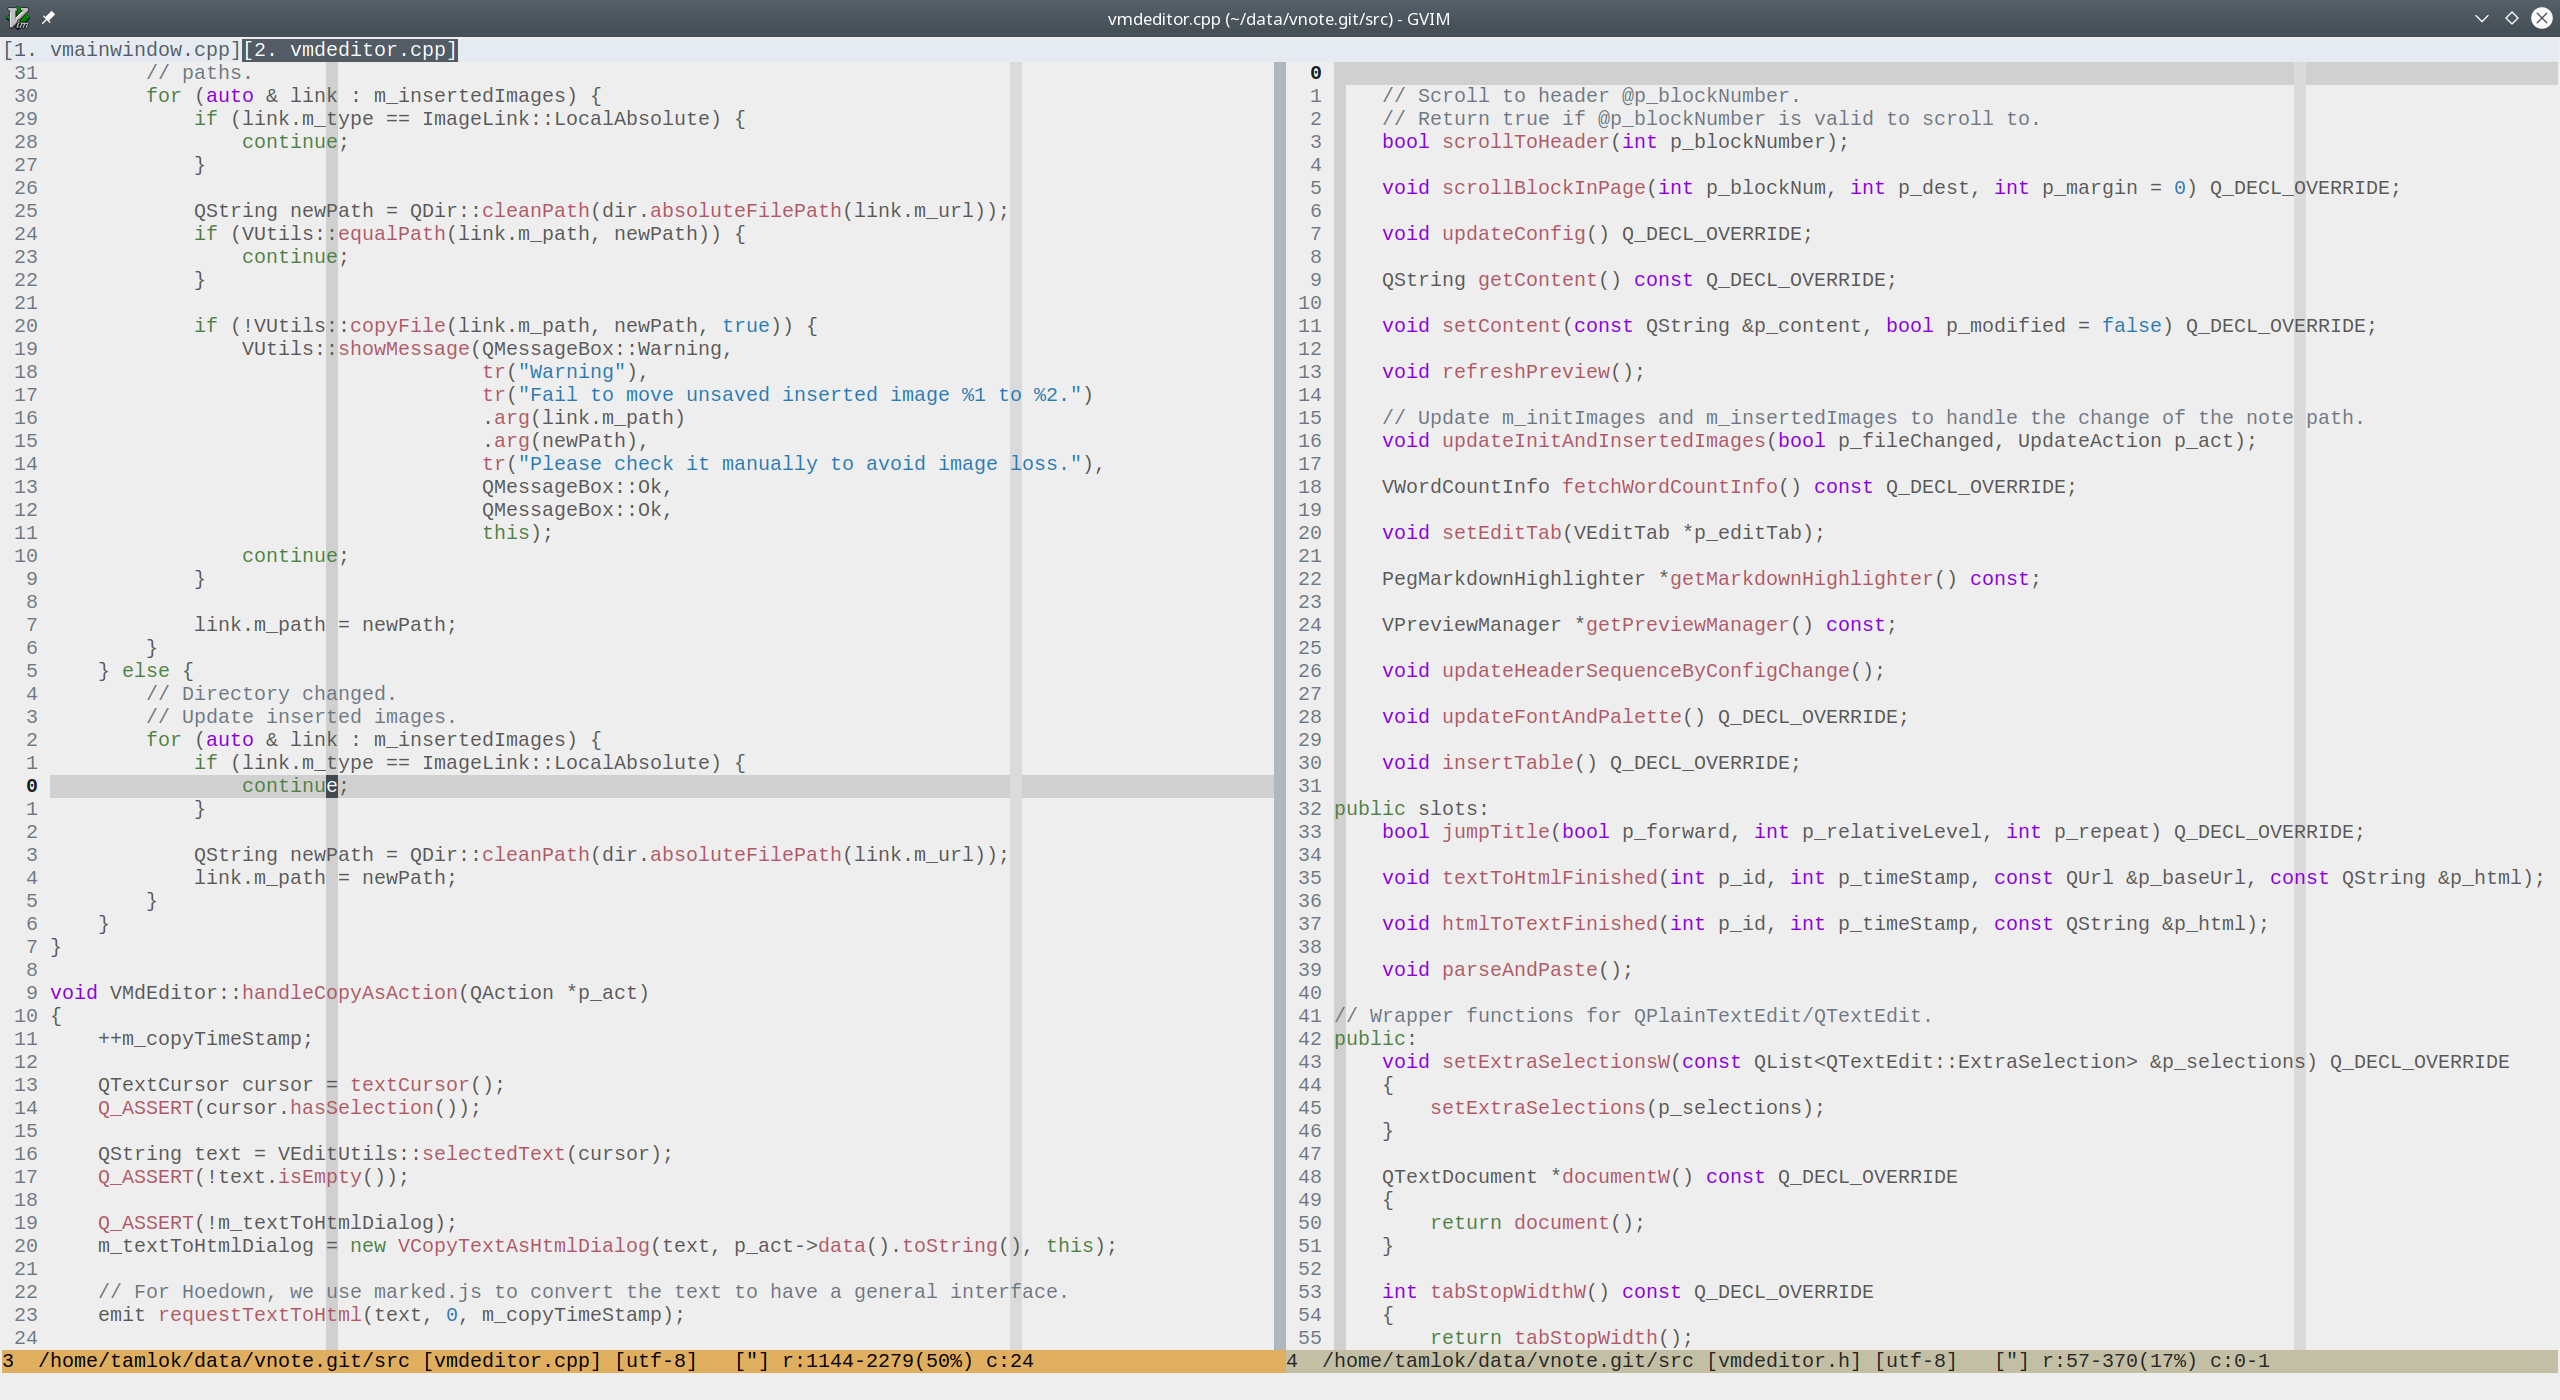 vmdeditor.cpp (~/data/vnote.git/src) - GVIM
[1. vmainwindow.cpp][2. vmdeditor.cpp]
31         // paths.
30         for (auto & link : m_insertedImages) {
29             if (link.m_type == ImageLink::LocalAbsolute) {
28                 continue;
27             }
26
25             QString newPath = QDir::cleanPath(dir.absoluteFilePath(link.m_url));
24             if (VUtils::equalPath(link.m_path, newPath)) {
23                 continue;
22             }
21
20             if (!VUtils::copyFile(link.m_path, newPath, true)) {
19                 VUtils::showMessage(QMessageBox::Warning,
18                                     tr("Warning"),
17                                     tr("Fail to move unsaved inserted image %1 to %2.")
16                                     .arg(link.m_path)
15                                     .arg(newPath),
14                                     tr("Please check it manually to avoid image loss."),
13                                     QMessageBox::Ok,
12                                     QMessageBox::Ok,
11                                     this);
10                 continue;
9             }
8
7             link.m_path = newPath;
6         }
5     } else {
4         // Directory changed.
3         // Update inserted images.
2         for (auto & link : m_insertedImages) {
1             if (link.m_type == ImageLink::LocalAbsolute) {
0                 continue;
1             }
2
3             QString newPath = QDir::cleanPath(dir.absoluteFilePath(link.m_url));
4             link.m_path = newPath;
5         }
6     }
7 }
8
9 void VMdEditor::handleCopyAsAction(QAction *p_act)
10 {
11     ++m_copyTimeStamp;
12
13     QTextCursor cursor = textCursor();
14     Q_ASSERT(cursor.hasSelection());
15
16     QString text = VEditUtils::selectedText(cursor);
17     Q_ASSERT(!text.isEmpty());
18
19     Q_ASSERT(!m_textToHtmlDialog);
20     m_textToHtmlDialog = new VCopyTextAsHtmlDialog(text, p_act->data().toString(), this);
21
22     // For Hoedown, we use marked.js to convert the text to have a general interface.
23     emit requestTextToHtml(text, 0, m_copyTimeStamp);
24
3  /home/tamlok/data/vnote.git/src [vmdeditor.cpp] [utf-8]   ["] r:1144-2279(50%) c:24
0
1     // Scroll to header @p_blockNumber.
2     // Return true if @p_blockNumber is valid to scroll to.
3     bool scrollToHeader(int p_blockNumber);
4
5     void scrollBlockInPage(int p_blockNum, int p_dest, int p_margin = 0) Q_DECL_OVERRIDE;
6
7     void updateConfig() Q_DECL_OVERRIDE;
8
9     QString getContent() const Q_DECL_OVERRIDE;
10
11     void setContent(const QString &p_content, bool p_modified = false) Q_DECL_OVERRIDE;
12
13     void refreshPreview();
14
15     // Update m_initImages and m_insertedImages to handle the change of the note path.
16     void updateInitAndInsertedImages(bool p_fileChanged, UpdateAction p_act);
17
18     VWordCountInfo fetchWordCountInfo() const Q_DECL_OVERRIDE;
19
20     void setEditTab(VEditTab *p_editTab);
21
22     PegMarkdownHighlighter *getMarkdownHighlighter() const;
23
24     VPreviewManager *getPreviewManager() const;
25
26     void updateHeaderSequenceByConfigChange();
27
28     void updateFontAndPalette() Q_DECL_OVERRIDE;
29
30     void insertTable() Q_DECL_OVERRIDE;
31
32 public slots:
33     bool jumpTitle(bool p_forward, int p_relativeLevel, int p_repeat) Q_DECL_OVERRIDE;
34
35     void textToHtmlFinished(int p_id, int p_timeStamp, const QUrl &p_baseUrl, const QString &p_html);
36
37     void htmlToTextFinished(int p_id, int p_timeStamp, const QString &p_html);
38
39     void parseAndPaste();
40
41 // Wrapper functions for QPlainTextEdit/QTextEdit.
42 public:
43     void setExtraSelectionsW(const QList<QTextEdit::ExtraSelection> &p_selections) Q_DECL_OVERRIDE
44     {
45         setExtraSelections(p_selections);
46     }
47
48     QTextDocument *documentW() const Q_DECL_OVERRIDE
49     {
50         return document();
51     }
52
53     int tabStopWidthW() const Q_DECL_OVERRIDE
54     {
55         return tabStopWidth();
4  /home/tamlok/data/vnote.git/src [vmdeditor.h] [utf-8]   ["] r:57-370(17%) c:0-1